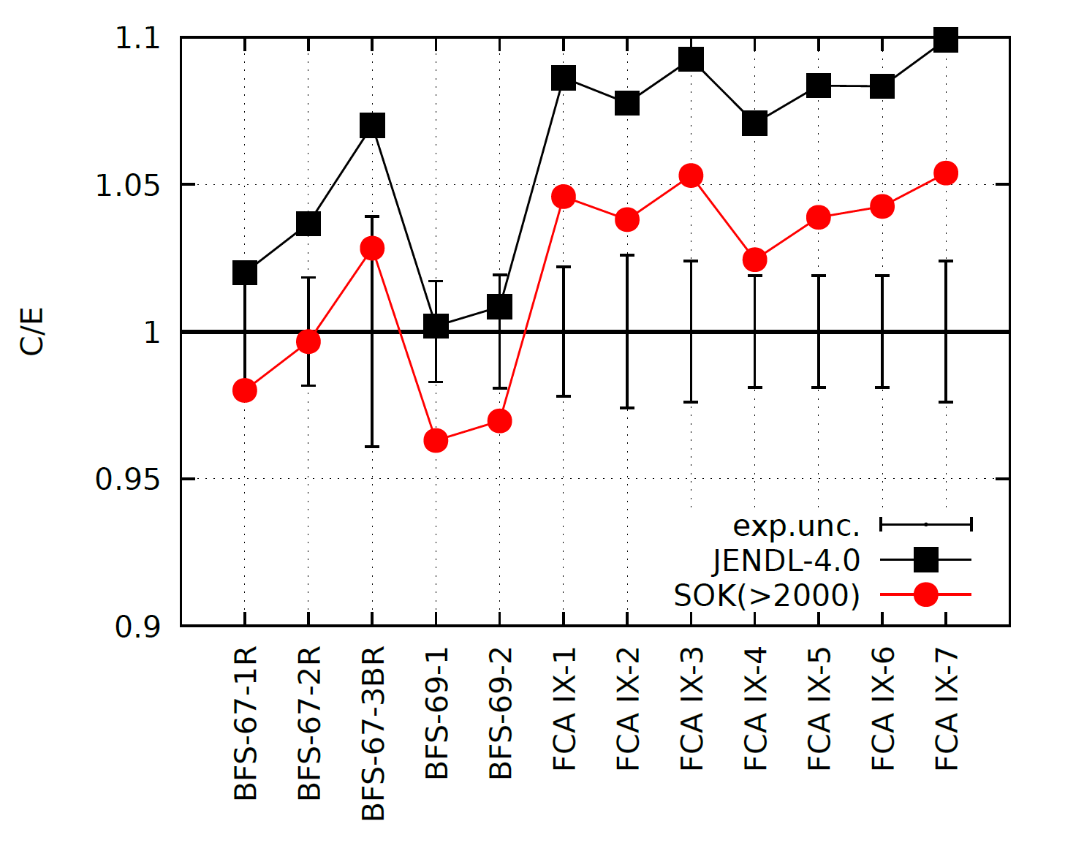 1.1
1.05
1
0.95
0.9
C/E
exp.unc.
JENDL-4.0
SOK(>2000)
BFS-67-1R
BFS-67-2R
BFS-67-3BR
BFS-69-1
BFS-69-2
FCA IX-1
FCA IX-2
FCA IX-3
FCA IX-4
FCA IX-5
FCA IX-6
FCA IX-7